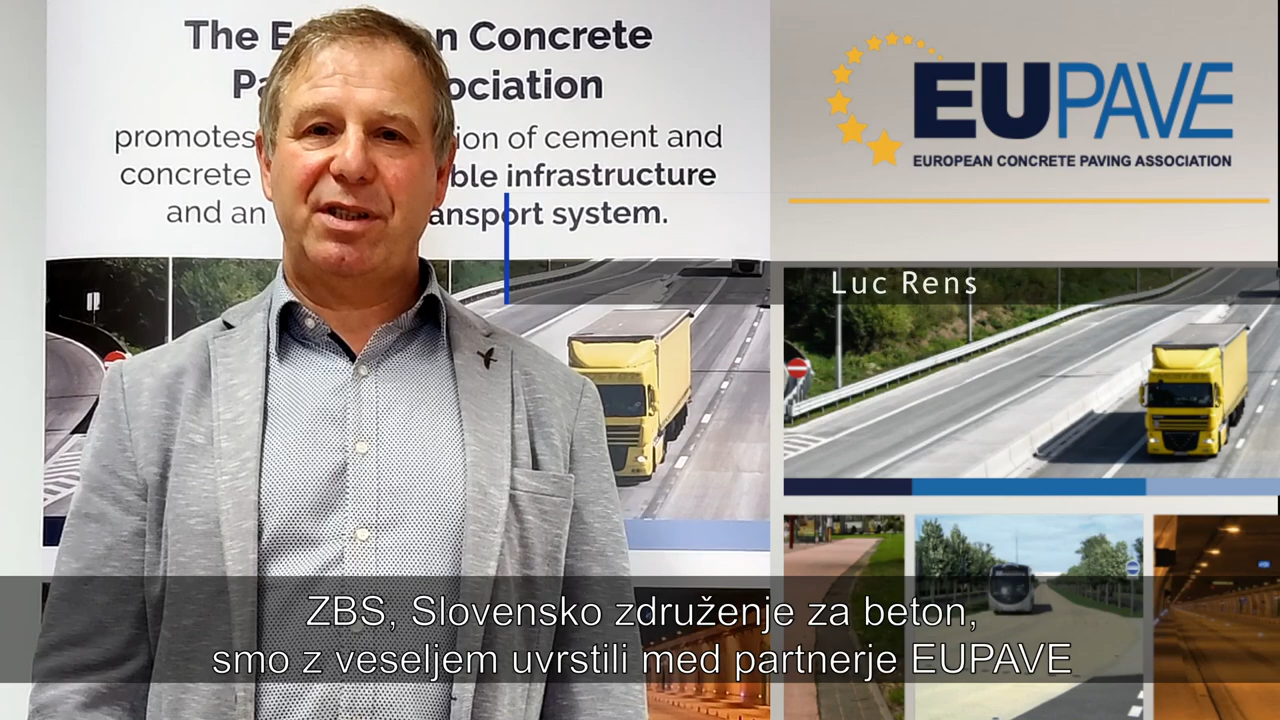 The E n Concrete
Pa ociation
promotes ion of cement and
concrete ble infrastructure
and an ansport system.
EUPAVE
EUROPEAN CONCRETE PAVING ASSOCIATION
Luc Rens
ZBS, Slovensko združenje za beton,
smo z veseljem uvrstili med partnerje EUPAVE